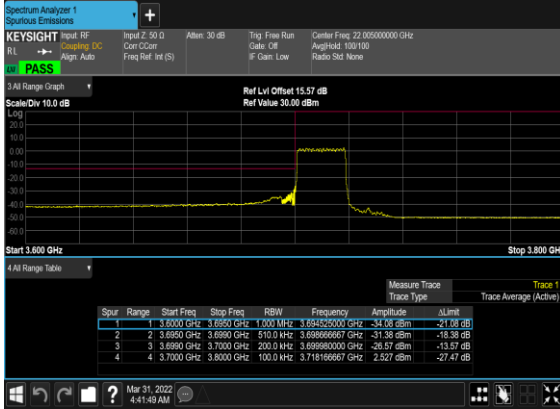 Spectrum Analyzer 1
Spurious Emissions
KEYSIGHT
RL
PASS
Input: RF
Coupling: DC
Align: Auto
Input Z: 50 Ω
Corr CCorr
Freq Ref: Int (S)
Atten: 30 dB
Trig: Free Run
Gate: Off
IF Gain: Low
Center Freq: 22.005000000 GHz
Avg|Hold: 100/100
Radio Std: None
3 All Range Graph
Scale/Div 10.0 dB
Ref Lvl Offset 15.57 dB
Ref Value 30.00 dBm
Log
20.0
10.0
0.00
-10.0
-20.0
-30.0
-40.0
-50.0
-60.0
Start 3.600 GHz
Stop 3.800 GH
4 All Range Table
Measure Trace Trace 1
Trace Type Trace Average (Active)
Spur Range Start Freq Stop Freq RBW Frequency Amplitude ΔLimit
1 1 3.6000 GHz 3.6950 GHz 1.000 MHz 3.694525000 GHz -34.08 dBm -21.08 dB
2 2 3.6950 GHz 3.6990 GHz 510.0 kHz 3.698666667 GHz -31.38 dBm -18.38 dB
3 3 3.6990 GHz 3.7000 GHz 200.0 kHz 3.699980000 GHz -26.57 dBm -13.57 dB
4 4 3.7000 GHz 3.8000 GHz 100.0 kHz 3.718166667 GHz 2.527 dBm -27.47 dB
Mar 31, 2022
4:41:49 AM